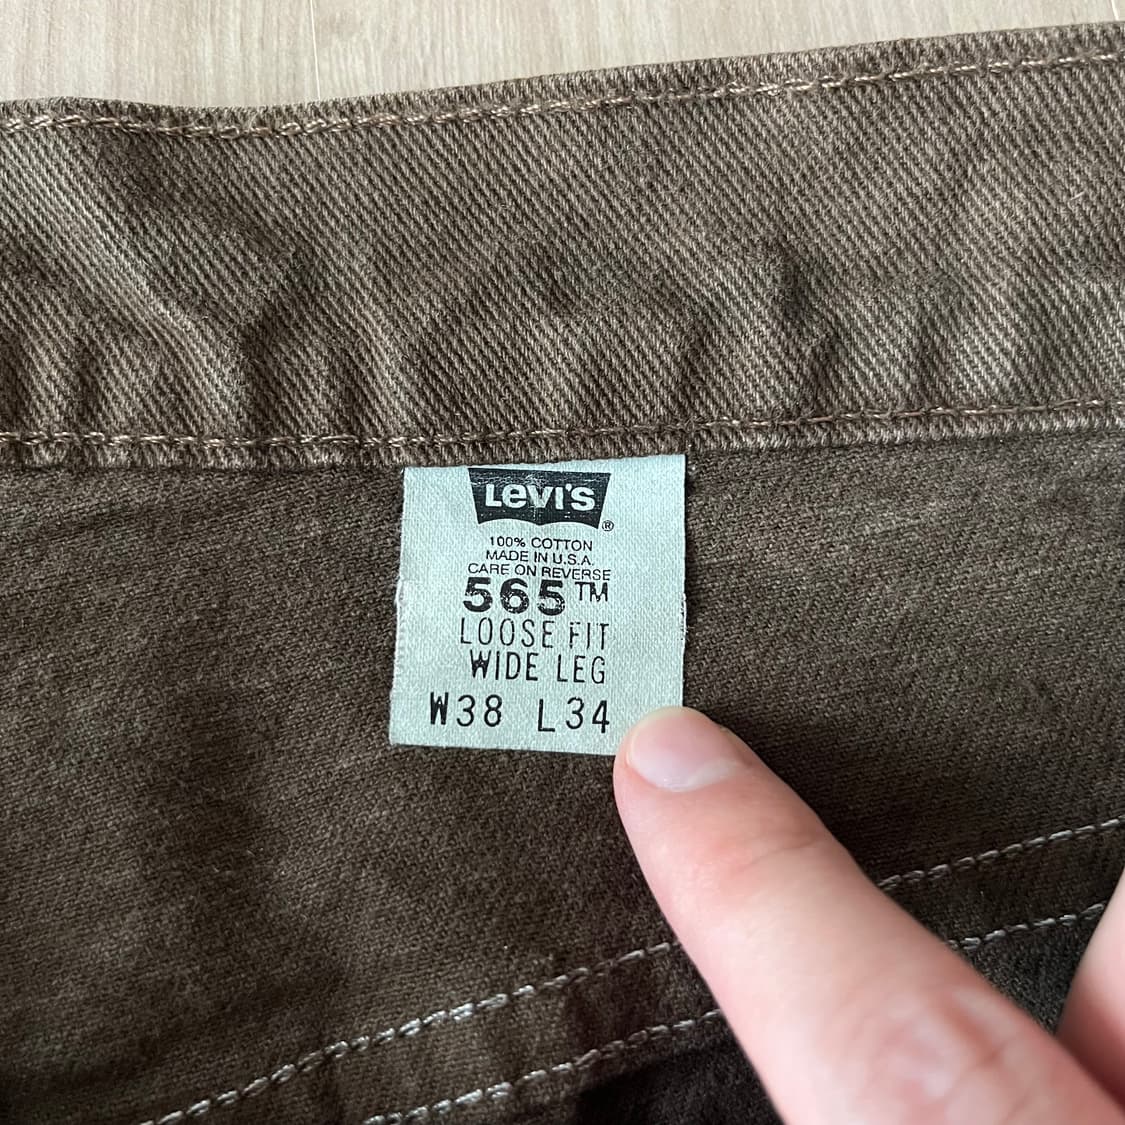 Levi's
®
100% COTTON
MADE IN U.S.A.
CARE ON REVERSE
565™
LOOSE FIT
WIDE LEG
W38 L34